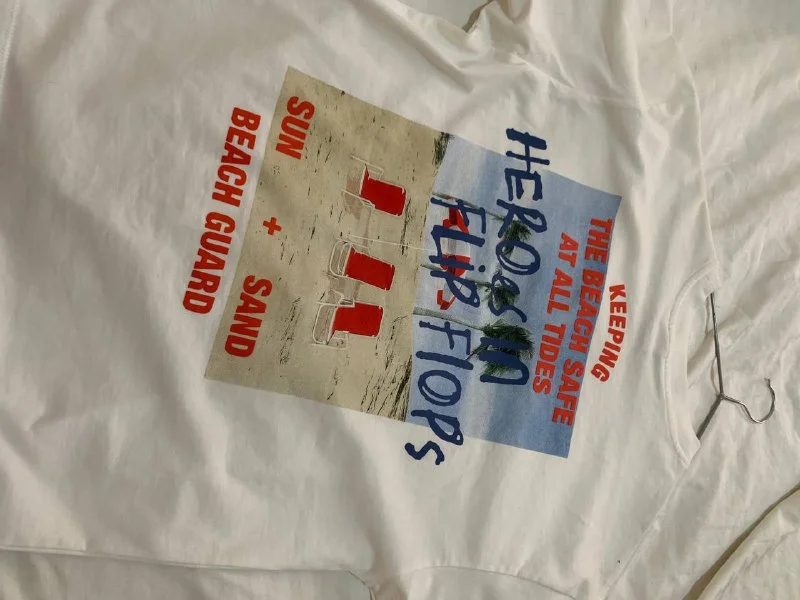 KEEPING
THE BEACH SAFE
AT ALL TIDES
HEROes IN
FLIP FlOPs
SUN + SAND
BEACH GUARD